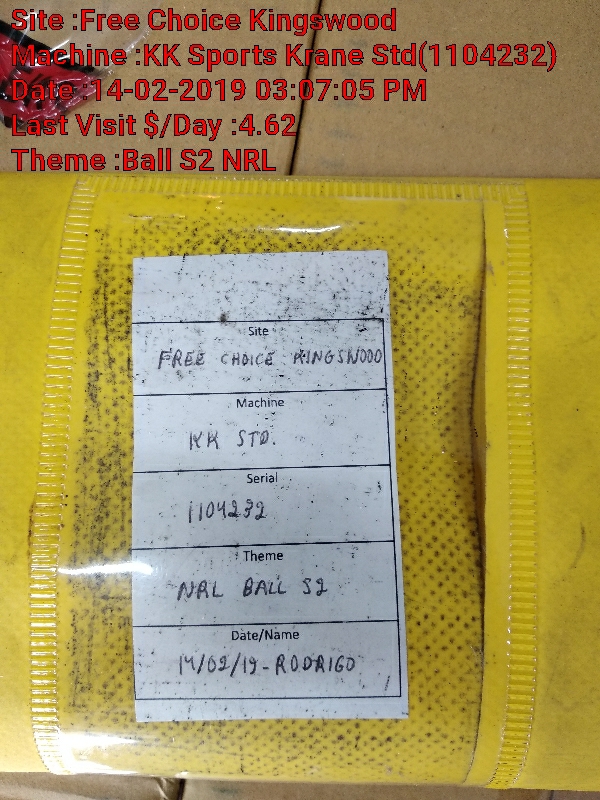 Site :Free Choice Kingswood
Machine :KK Sports Krane Std(1104232)
Date :14-02-2019 03:07:05 PM
Last Visit $/Day :4.62
Theme :Ball S2 NRL
Site
FREE CHOICE KINGSWOOD
Machine
KK STD.
Serial
1104232
Theme
NRL BALL S2
Date/Name
14/02/19-RODRIGO